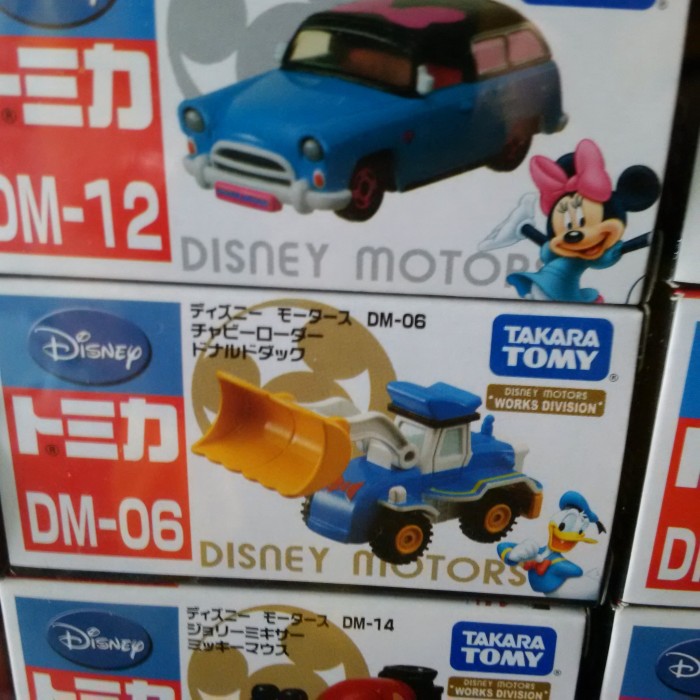 トミカ
DM-12
DISNEY MOTOR
Disney
トミカ
DM-06
ディズニー モータース DM-06
チャビーローダー
ドナルドダック
TAKARA
TOMY
DISNEY MOTORS
"WORKS DIVISION"
DISNEY MOTORS
Disney
トミカ
ディズニー モータース DM-14
ジョリーミキサー
ミッキーマウス
TAKARA
TOMY
DISNEY MOTORS
"WORKS DIVISION"